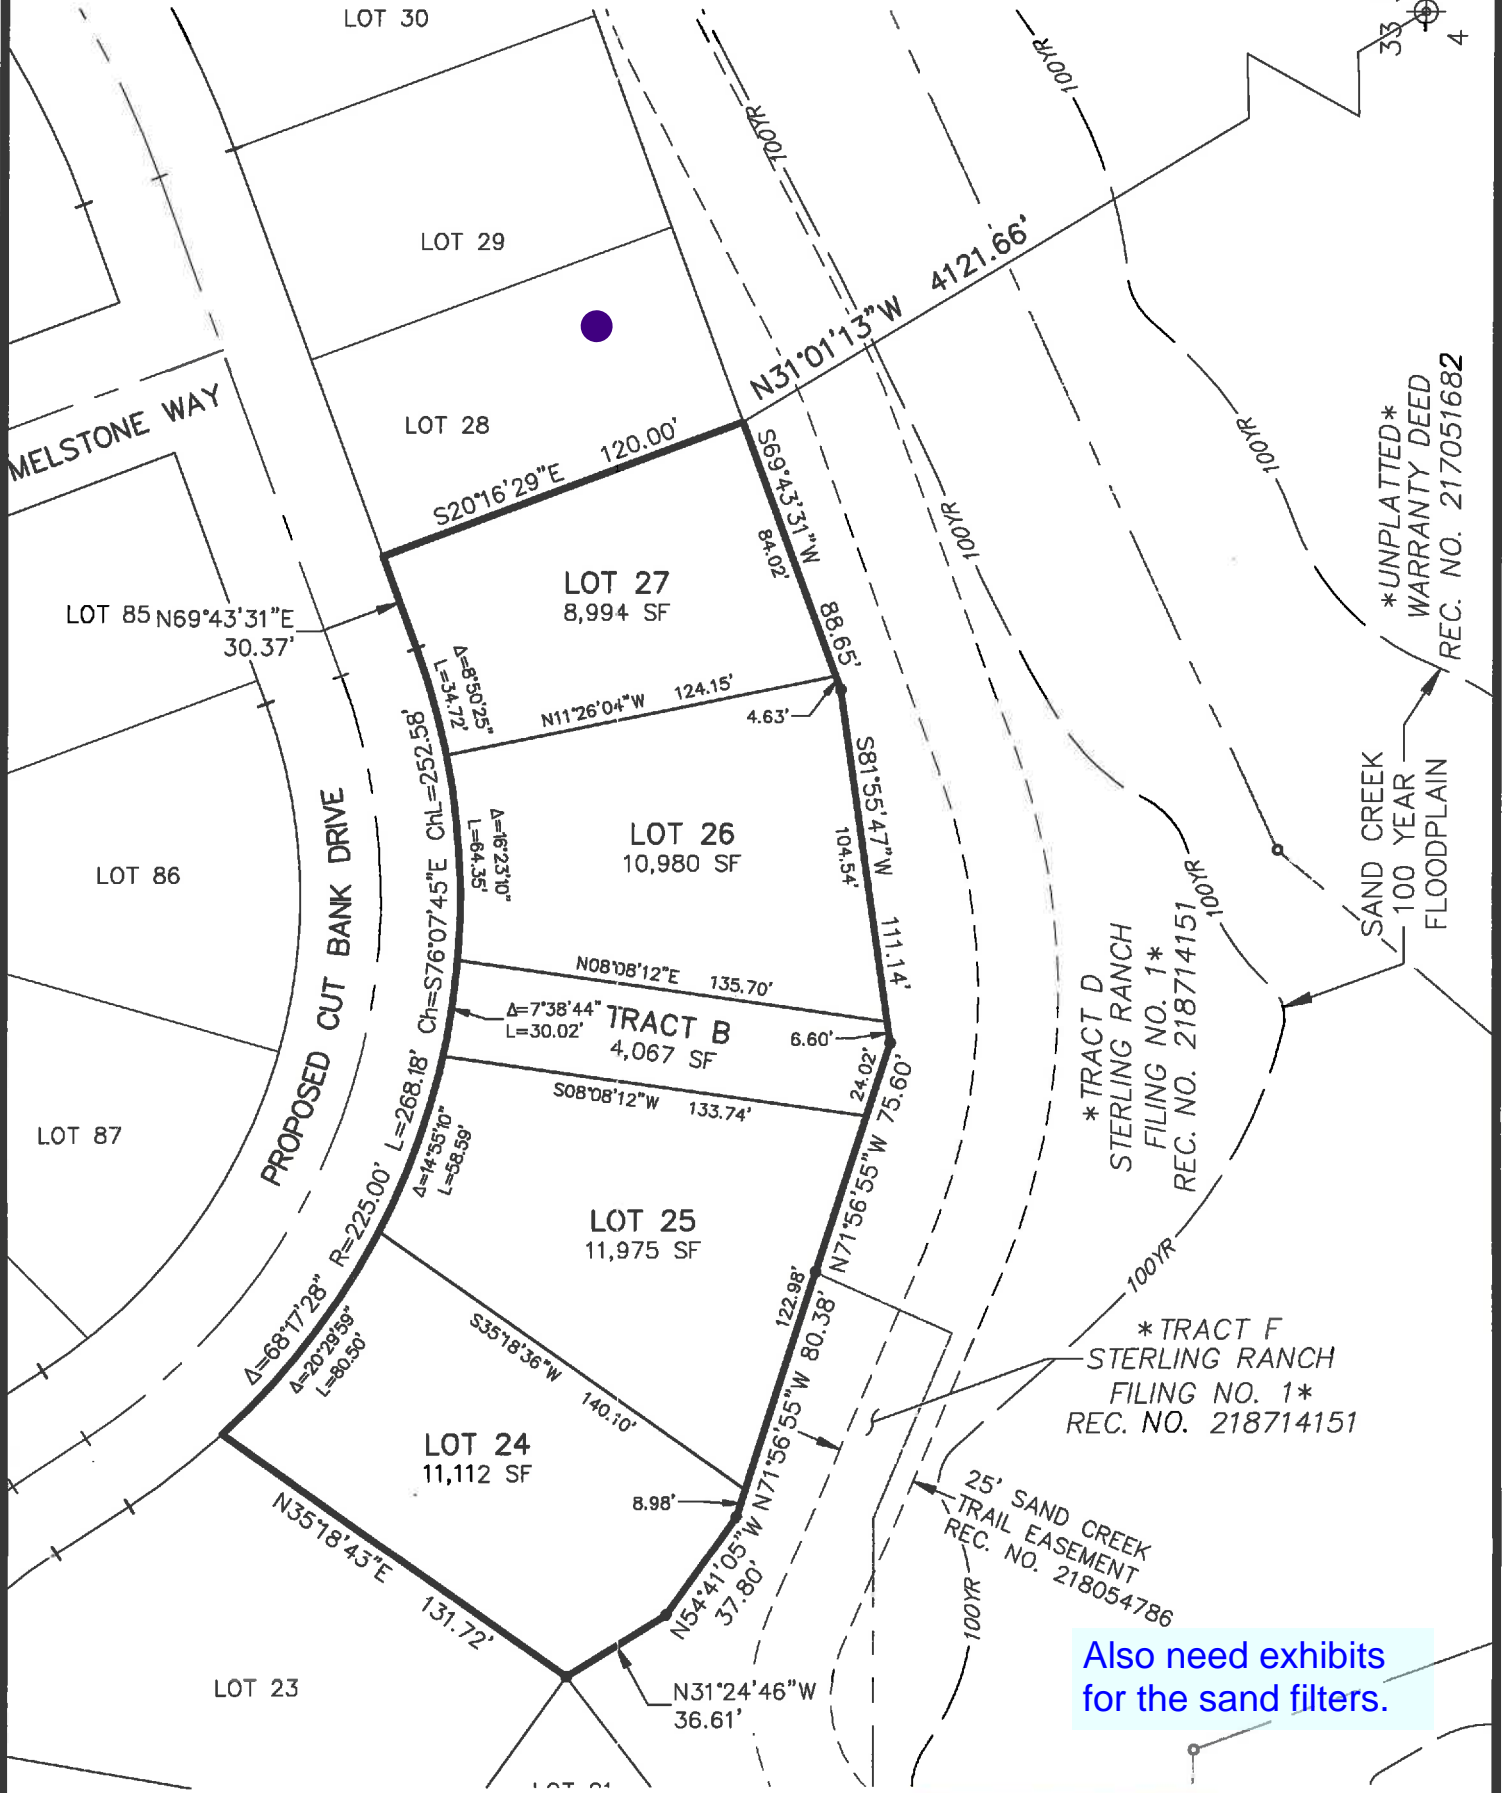 LOT 30
33
4
100YR
100YR
LOT 29
N31°01'13"W 4121.66'
LOT 28
MELSTONE WAY
S20°16'29"E 120.00'
S69°43'31"W 88.65'
84.02'
100YR
100YR
*UNPLATTED*
WARRANTY DEED
REC. NO. 217051682
LOT 27
8,994 SF
LOT 85
N69°43'31"E
30.37'
Δ=8°50'25"
L=34.72'
N11°26'04"W 124.15'
4.63'
S81°55'47"W 111.14'
104.54'
LOT 26
10,980 SF
Δ=16°23'10"
L=64.35'
PROPOSED CUT BANK DRIVE
LOT 86
Δ=68°17'28" R=225.00' L=268.18' Ch=S76°07'45"E ChL=252.58'
N08°08'12"E 135.70'
Δ=7°38'44"
L=30.02'
TRACT B
4,067 SF
6.60'
24.02'
S08°08'12"W 133.74'
N71°56'55"W 75.60'
100YR
SAND CREEK
100 YEAR
FLOODPLAIN
*TRACT D
STERLING RANCH
FILING NO. 1*
REC. NO. 218714151
LOT 87
Δ=14°55'10"
L=58.59'
LOT 25
11,975 SF
122.98'
N71°56'55"W 80.38'
100YR
S35°18'36"W 140.10'
Δ=20°29'59"
L=80.50'
*TRACT F
STERLING RANCH
FILING NO. 1*
REC. NO. 218714151
LOT 24
11,112 SF
8.98'
N35°18'43"E 131.72'
N54°41'05"W
37.80'
25' SAND CREEK
TRAIL EASEMENT
REC. NO. 218054786
100YR
N31°24'46"W
36.61'
LOT 23
Also need exhibits
for the sand filters.